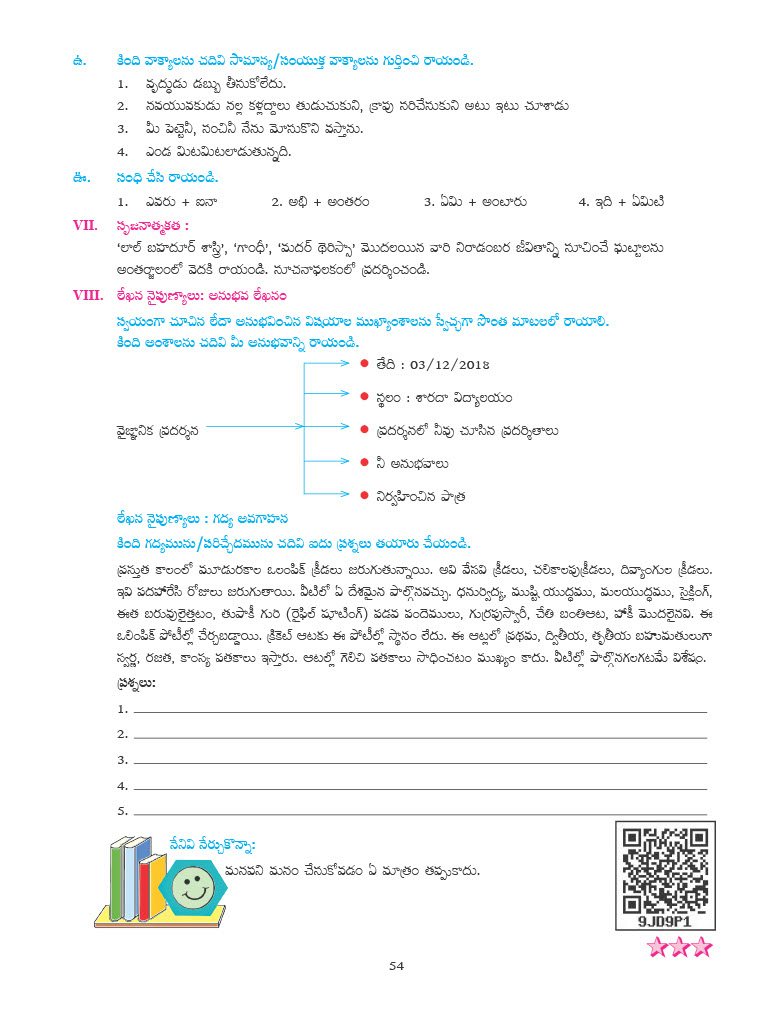 ఉ. కింది వాక్యాలను చదివి సామాన్య/సంయుక్త వాక్యాలను గుర్తించి రాయండి.
1. వృద్ధుడు డబ్బు తీసుకోలేదు.
2. నవయువకుడు నల్ల కళ్లద్దాలు తుడుచుకుని, క్రాపు సరిచేసుకుని అటు ఇటు చూశాడు
3. మీ పెట్టెనీ, సంచినీ నేను మోసుకొని వస్తాను.
4. ఎండ మిటమిటలాడుతున్నది.
ఊ. సంధి చేసి రాయండి.
1. ఎవరు + ఐనా 2. అభి + అంతరం 3. ఏమి + అంటారు 4. ఇది + ఏమిటి
VII. సృజనాత్మకత :
‘లాల్ బహదూర్ శాస్త్రి’, ‘గాంధీ’, ‘మదర్ థెరిస్సా’ మొదలయిన వారి నిరాడంబర జీవితాన్ని సూచించే ఘట్టాలను
అంతర్జాలంలో వెదకి రాయండి. సూచనాఫలకంలో ప్రదర్శించండి.
VIII. లేఖన నైపుణ్యాలు: అనుభవ లేఖనం
స్వయంగా చూచిన లేదా అనుభవించిన విషయాల ముఖ్యాంశాలను స్వేచ్ఛగా సొంత మాటలలో రాయాలి.
కింది అంశాలను చదివి మీ అనుభవాన్ని రాయండి.
తేది : 03/12/2018
స్థలం : శారదా విద్యాలయం
వైజ్ఞానిక ప్రదర్శన
ప్రదర్శనలో నీవు చూసిన ప్రదర్శితాలు
నీ అనుభవాలు
నిర్వహించిన పాత్ర
లేఖన నైపుణ్యాలు : గద్య అవగాహన
కింది గద్యమును/పరిచ్ఛేదమును చదివి ఐదు ప్రశ్నలు తయారు చేయండి.
ప్రస్తుత కాలంలో మూడురకాల ఒలంపిక్ క్రీడలు జరుగుతున్నాయి. అవి వేసవి క్రీడలు, చలికాలపుక్రీడలు, దివ్యాంగుల క్రీడలు.
ఇవి పదహారేసి రోజులు జరుగుతాయి. వీటిలో ఏ దేశమైన పాల్గొనవచ్చు. ధనుర్విద్య, ముష్టి యుద్ధము, మలయుద్ధము, సైక్లింగ్,
ఈత బరువులెత్తటం, తుపాకీ గురి (రైఫిల్ షూటింగ్) పడవ పందెములు, గుర్రపుస్వారీ, చేతి బంతిఆట, హాకీ మొదలైనవి. ఈ
ఒలింపిక్ పోటీల్లో చేర్చబడ్డాయి. క్రికెట్ ఆటకు ఈ పోటీల్లో స్థానం లేదు. ఈ ఆట్లలో ప్రథమ, ద్వితీయ, తృతీయ బహుమతులుగా
స్వర్ణ, రజత, కాంస్య పతకాలు ఇస్తారు. ఆటల్లో గెలిచి పతకాలు సాధించటం ముఖ్యం కాదు. వీటిల్లో పాల్గొనగలగటమే విశేషం.
ప్రశ్నలు:
1.
2.
3.
4.
5.
నేనివి నేర్చుకొన్నా:
మనపని మనం చేసుకోవడం ఏ మాత్రం తప్పుకాదు.
9JD9P1
54